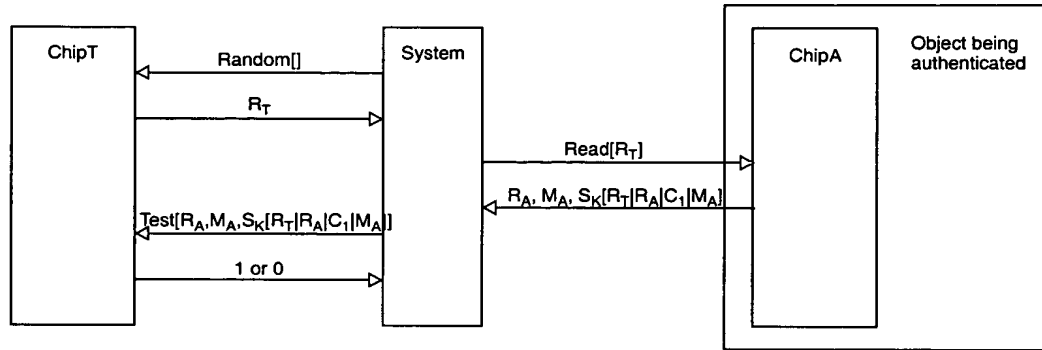 ChipT
System
ChipA
Object being
authenticated
Random[]
R_T
Read[R_T]
R_A, M_A, S_K[R_T|R_A|C_1|M_A]
Test[R_A,M_A,S_K[R_T|R_A|C_1|M_A]]
1 or 0